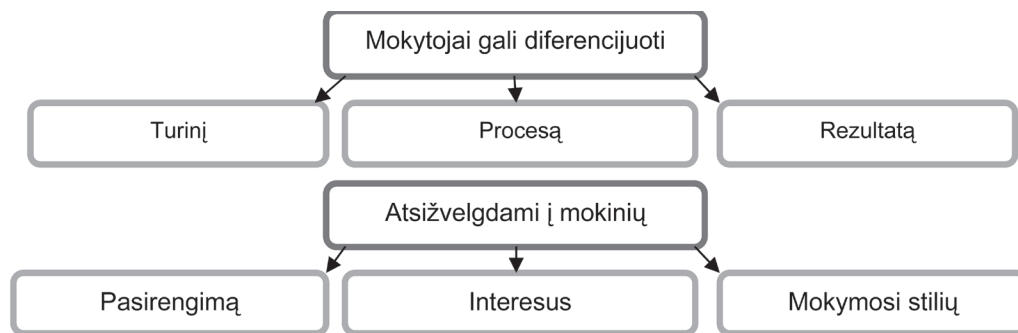 Mokytojai gali diferencijuoti
Turinį
Procesą
Rezultatą
Atsižvelgdami į mokinių
Pasirengimą
Interesus
Mokymosi stilių